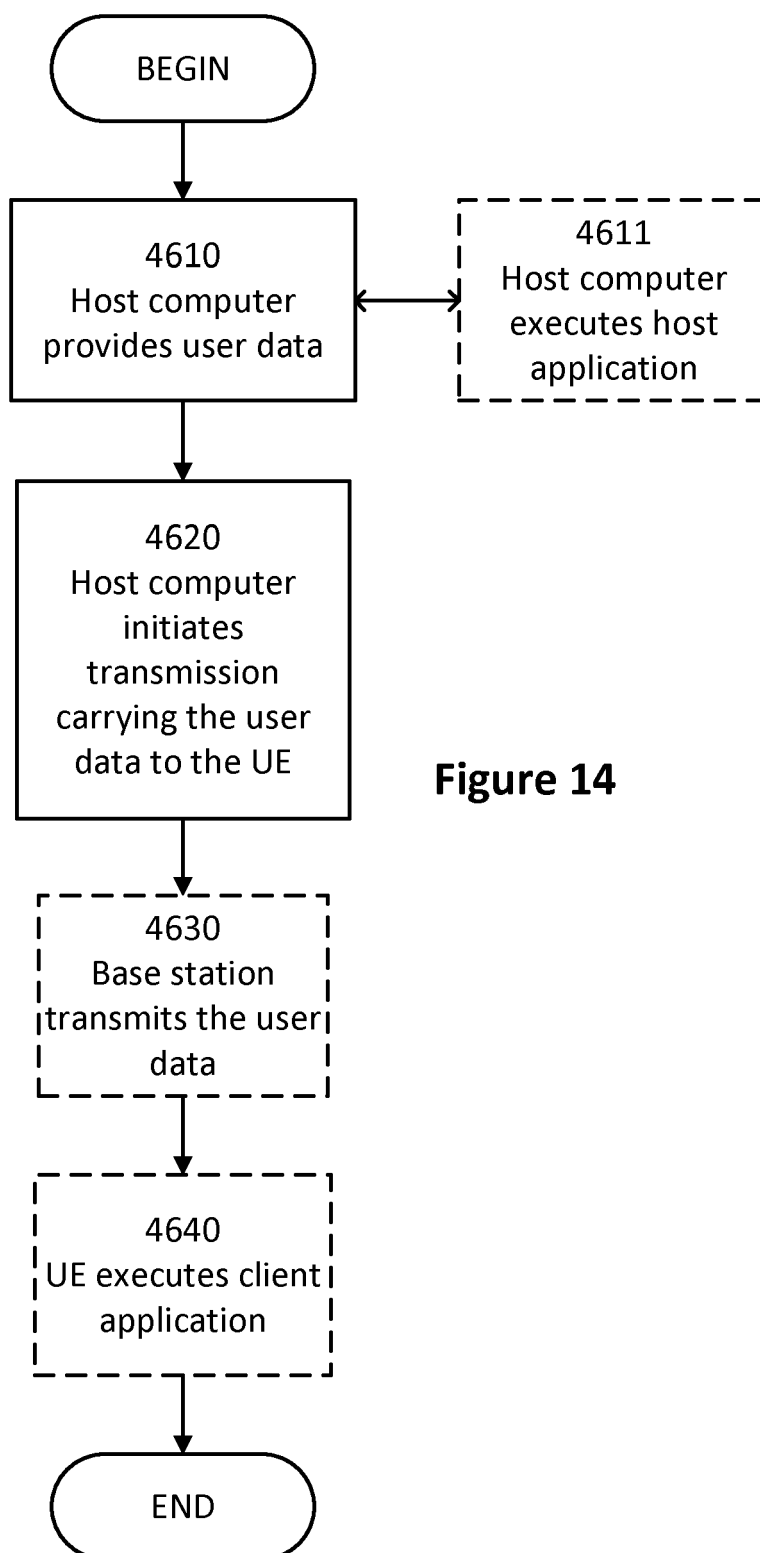 BEGIN
4610
Host computer
provides user data
4611
Host computer
executes host
application
4620
Host computer
initiates
transmission
carrying the user
data to the UE
Figure 14
4630
Base station
transmits the user
data
4640
UE executes client
application
END